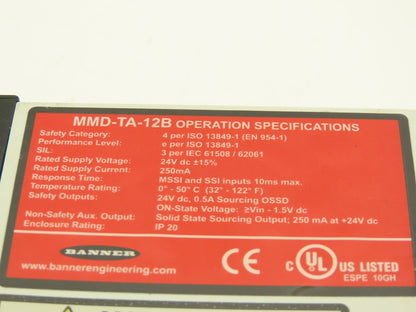 MMD-TA-12B OPERATION SPECIFICATIONS
Safety Category: 4 per ISO 13849-1 (EN 954-1)
Performance Level: e per ISO 13849-1
SIL: 3 per IEC 61508 / 62061
Rated Supply Voltage: 24V dc ±15%
Rated Supply Current: 250mA
Response Time: MSSI and SSI inputs 10ms max.
Temperature Rating: 0° - 50° C (32° - 122° F)
Safety Outputs: 24V dc, 0.5A Sourcing OSSD
ON-State Voltage: ≥Vin - 1.5V dc
Non-Safety Aux. Output: Solid State Sourcing Output; 250 mA at +24V dc
Enclosure Rating: IP 20
BANNER
www.bannerengineering.com
CE
C UL US LISTED
ESPE 10GH